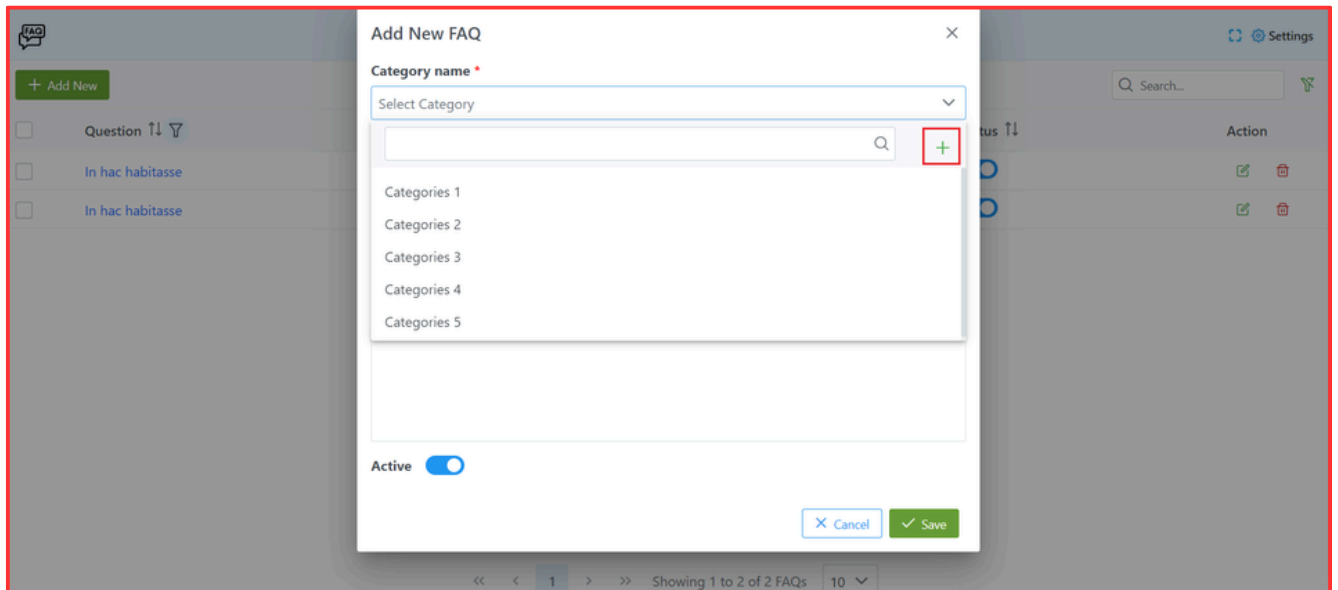 FAQ
Add New FAQ
Settings
Category name *
+ Add New
Select Category
Search...
Question
tus
Action
In hac habitasse
Categories 1
In hac habitasse
Categories 2
Categories 3
Categories 4
Categories 5
Active
Cancel
Save
1
Showing 1 to 2 of 2 FAQs
10